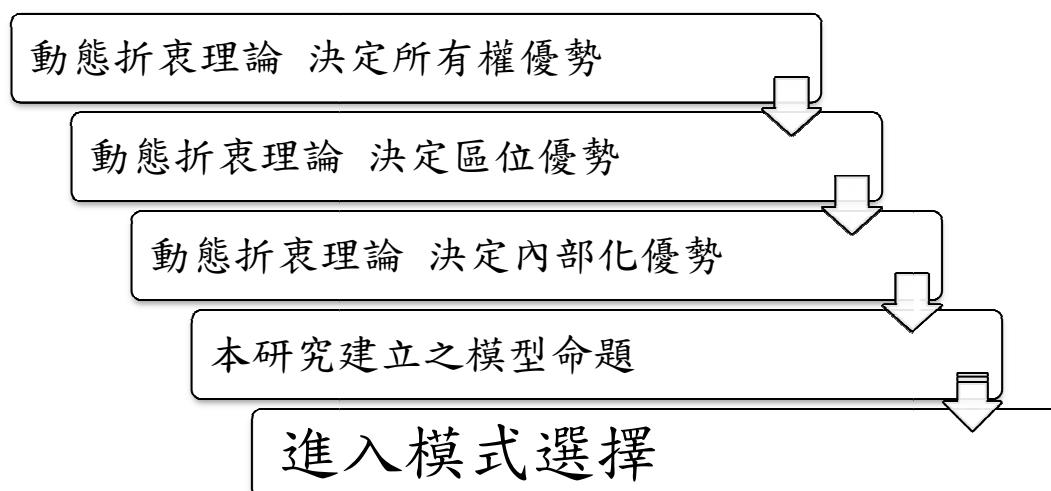 動態折衷理論 決定所有權優勢
動態折衷理論 決定區位優勢
動態折衷理論 決定內部化優勢
本研究建立之模型命題
進入模式選擇